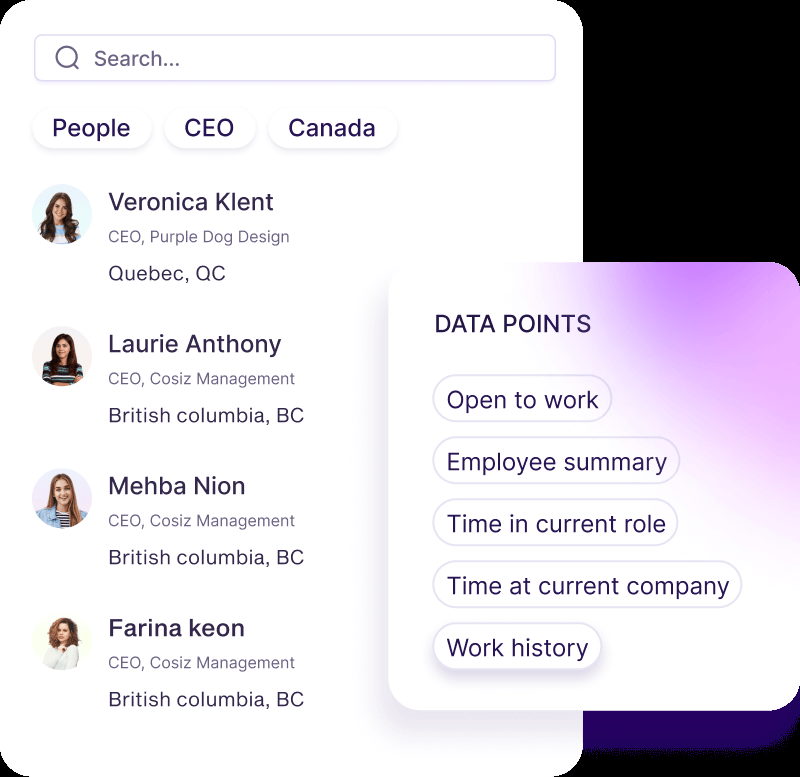 Search...
People CEO Canada
Veronica Klent
CEO, Purple Dog Design
Quebec, QC
Laurie Anthony
CEO, Cosiz Management
British columbia, BC
Mehba Nion
CEO, Cosiz Management
British columbia, BC
Farina keon
CEO, Cosiz Management
British columbia, BC
DATA POINTS
Open to work
Employee summary
Time in current role
Time at current company
Work history